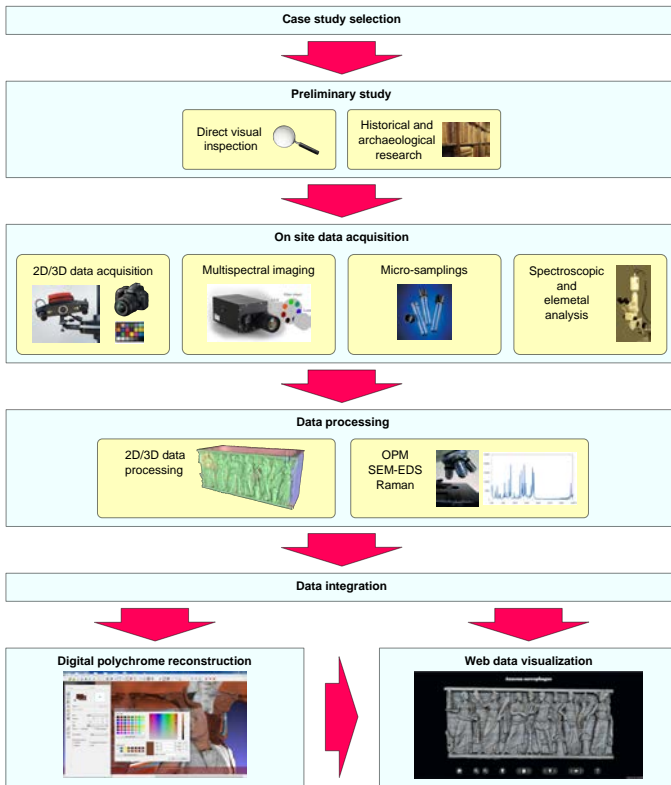 Case study selection
Preliminary study
Direct visual
inspection
Historical and
archaeological
research
On site data acquisition
2D/3D data acquisition
Multispectral imaging
Micro-samplings
Spectroscopic
and
elemetal
analysis
Data processing
2D/3D data
processing
OPM
SEM-EDS
Raman
Data integration
Digital polychrome reconstruction
Web data visualization